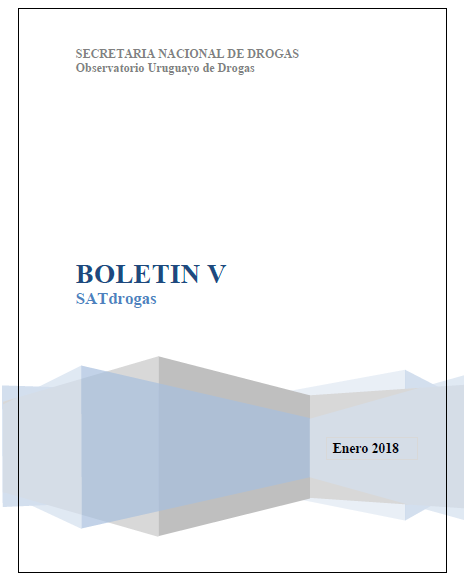 SECRETARIA NACIONAL DE DROGAS
Observatorio Uruguayo de Drogas
BOLETIN V
SATdrogas
Enero 2018